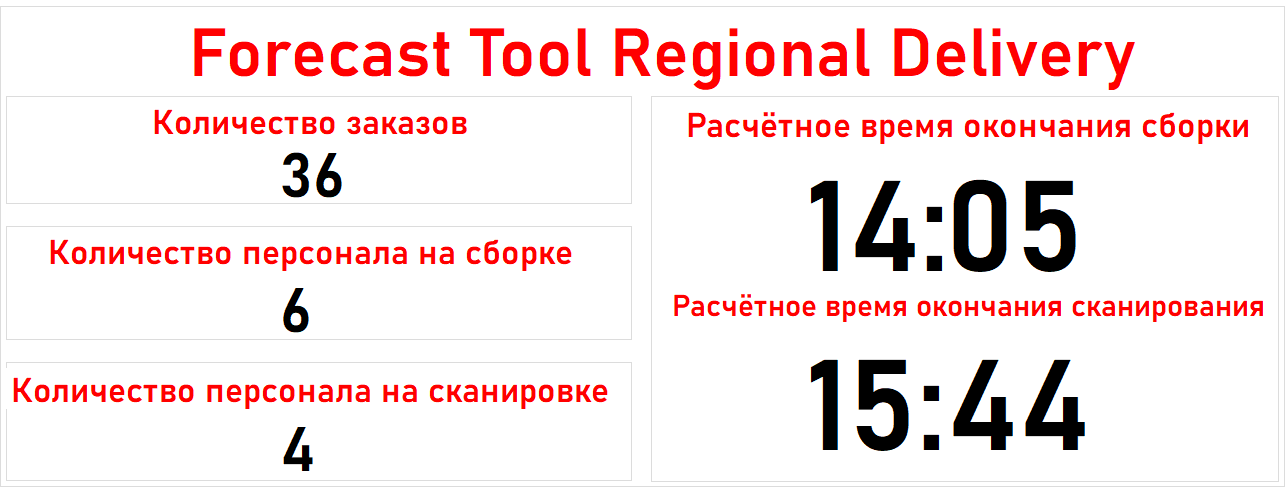 Forecast Tool Regional Delivery
Количество заказов
36
Количество персонала на сборке
6
Количество персонала на сканировке
4
Расчётное время окончания сборки
14:05
Расчётное время окончания сканирования
15:44